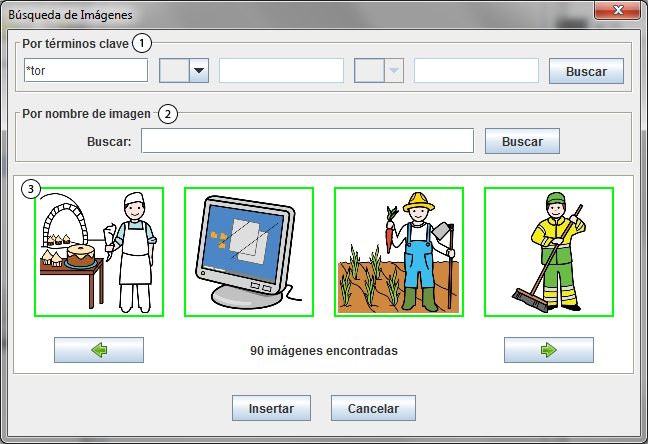 Búsqueda de Imágenes
Por términos clave 1
*tor
Buscar
Por nombre de imagen 2
Buscar:
Buscar
3
90 imágenes encontradas
Insertar
Cancelar